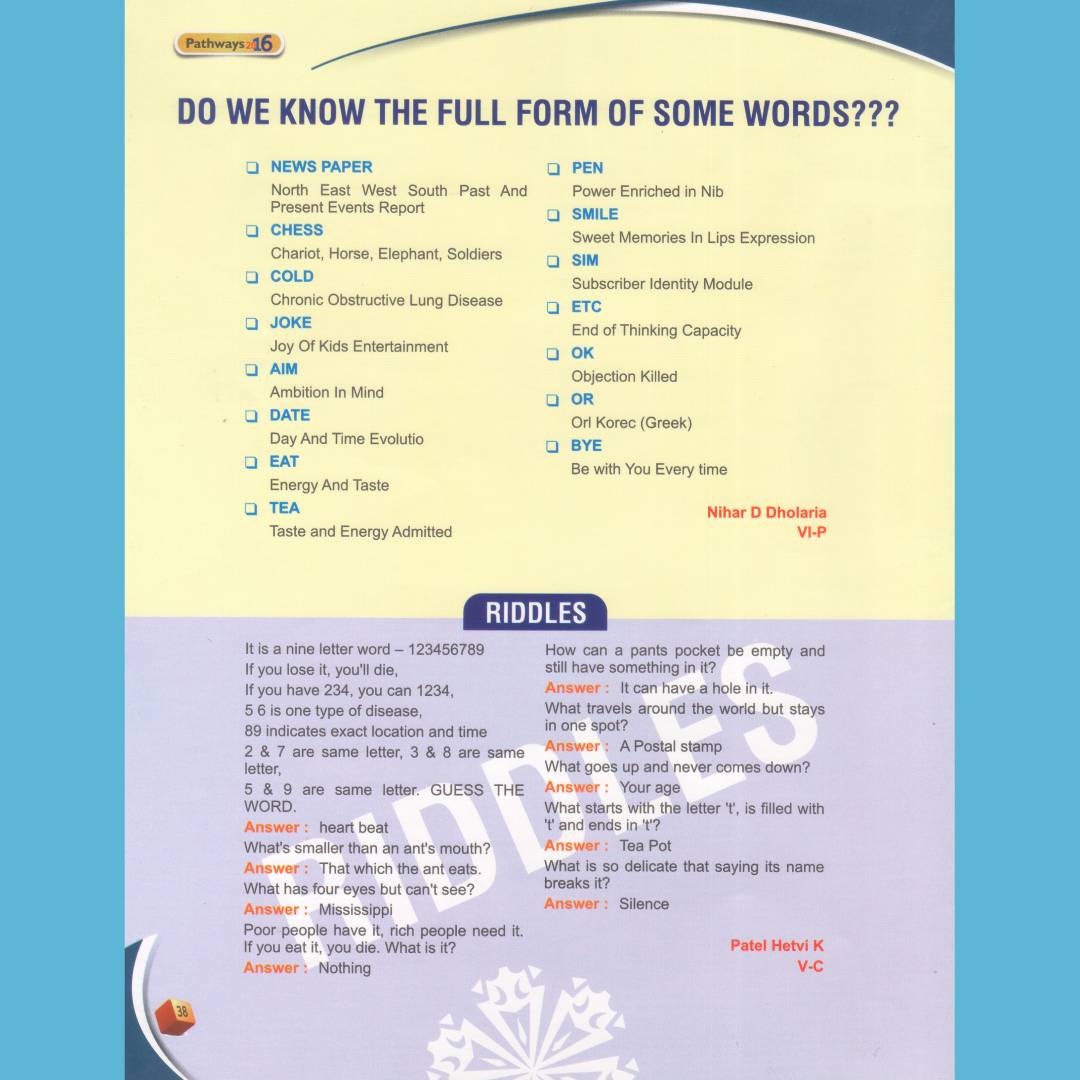 Pathways 2016
DO WE KNOW THE FULL FORM OF SOME WORDS???
❑ NEWS PAPER
North East West South Past And
Present Events Report
❑ CHESS
Chariot, Horse, Elephant, Soldiers
❑ COLD
Chronic Obstructive Lung Disease
❑ JOKE
Joy Of Kids Entertainment
❑ AIM
Ambition In Mind
❑ DATE
Day And Time Evolutio
❑ EAT
Energy And Taste
❑ TEA
Taste and Energy Admitted
❑ PEN
Power Enriched in Nib
❑ SMILE
Sweet Memories In Lips Expression
❑ SIM
Subscriber Identity Module
❑ ETC
End of Thinking Capacity
❑ OK
Objection Killed
❑ OR
Orl Korec (Greek)
❑ BYE
Be with You Every time
Nihar D Dholaria
VI-P
RIDDLES
It is a nine letter word – 123456789
If you lose it, you'll die,
If you have 234, you can 1234,
5 6 is one type of disease,
89 indicates exact location and time
2 & 7 are same letter, 3 & 8 are same
letter,
5 & 9 are same letter. GUESS THE
WORD.
Answer : heart beat
What's smaller than an ant's mouth?
Answer : That which the ant eats.
What has four eyes but can't see?
Answer : Mississippi
Poor people have it, rich people need it.
If you eat it, you die. What is it?
Answer : Nothing
How can a pants pocket be empty and
still have something in it?
Answer : It can have a hole in it.
What travels around the world but stays
in one spot?
Answer : A Postal stamp
What goes up and never comes down?
Answer : Your age
What starts with the letter 't', is filled with
't' and ends in 't'?
Answer : Tea Pot
What is so delicate that saying its name
breaks it?
Answer : Silence
Patel Hetvi K
V-C
RIDDLES
38